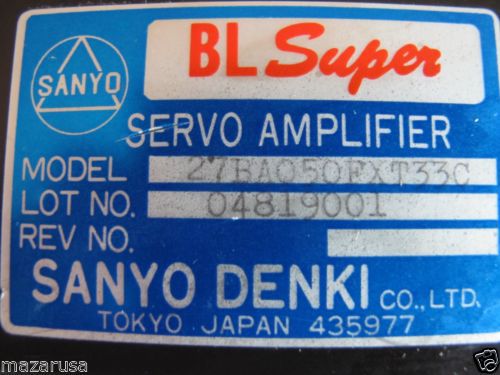 BL Super
SANYO
SERVO AMPLIFIER
MODEL 27BA050FXT33C
LOT NO. 04819001
REV NO.
SANYO DENKI CO., LTD.
TOKYO JAPAN 435977
mazarusa